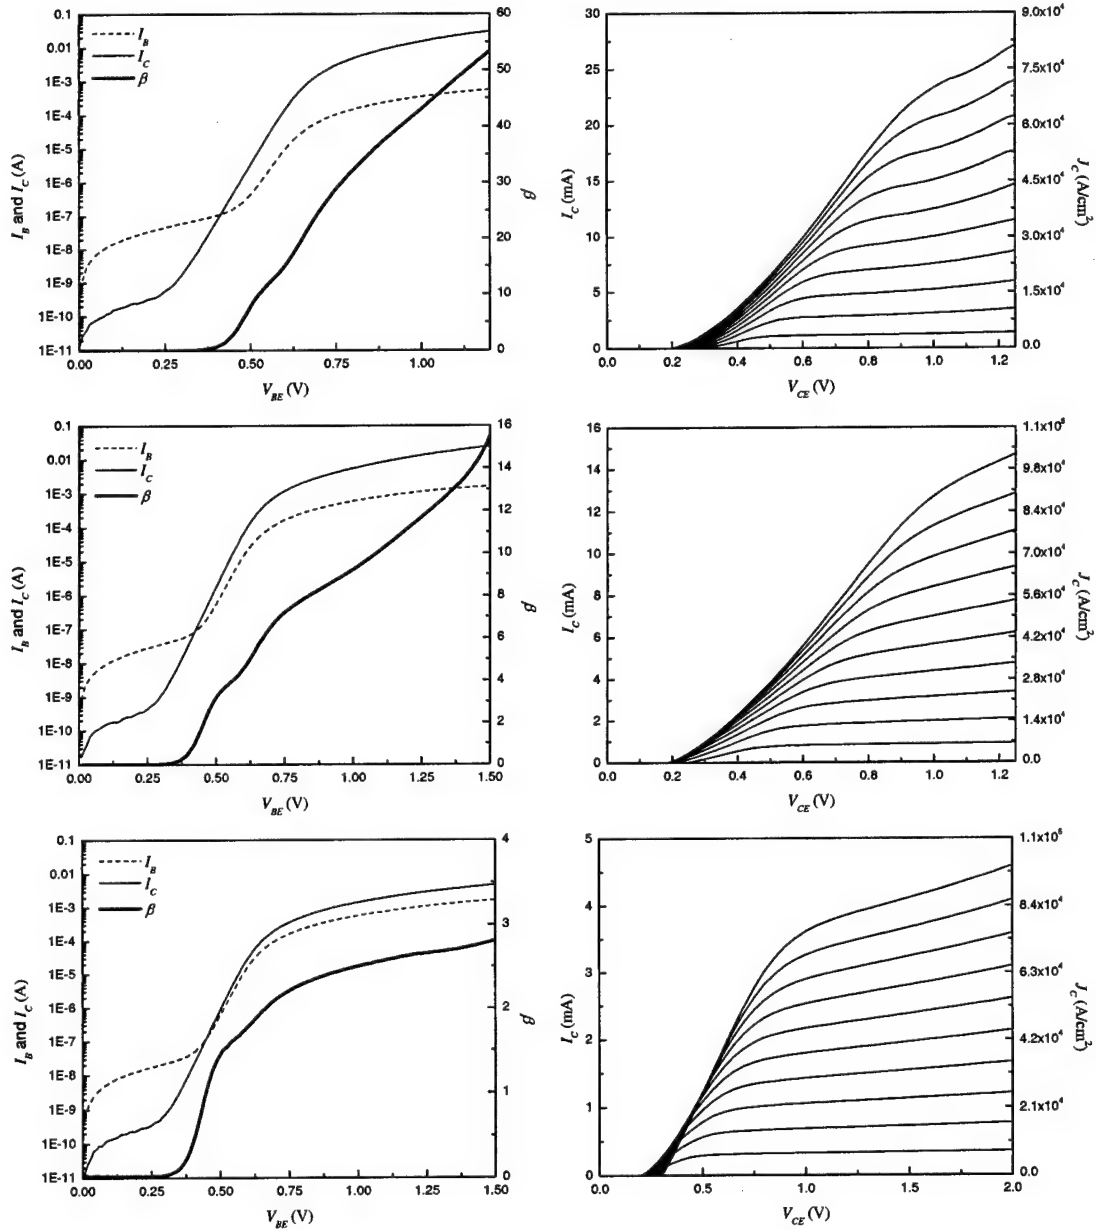 0.1
0.01
1E-3
1E-4
1E-5
1E-6
1E-7
1E-8
1E-9
1E-10
1E-11
I_B and I_C (A)
I_B
I_C
β
60
50
40
30
20
10
0
β
0.00 0.25 0.50 0.75 1.00
V_BE (V)
30
25
20
15
10
5
0
I_C (mA)
9.0x10^4
7.5x10^4
6.0x10^4
4.5x10^4
3.0x10^4
1.5x10^4
0.0
J_C (A/cm^2)
0.0 0.2 0.4 0.6 0.8 1.0 1.2
V_CE (V)
0.1
0.01
1E-3
1E-4
1E-5
1E-6
1E-7
1E-8
1E-9
1E-10
1E-11
I_B and I_C (A)
I_B
I_C
β
16
14
12
10
8
6
4
2
0
β
0.00 0.25 0.50 0.75 1.00 1.25 1.50
V_BE (V)
16
14
12
10
8
6
4
2
0
I_C (mA)
1.1x10^5
9.8x10^4
8.4x10^4
7.0x10^4
5.6x10^4
4.2x10^4
2.8x10^4
1.4x10^4
0.0
J_C (A/cm^2)
0.0 0.2 0.4 0.6 0.8 1.0 1.2
V_CE (V)
0.1
0.01
1E-3
1E-4
1E-5
1E-6
1E-7
1E-8
1E-9
1E-10
1E-11
I_B and I_C (A)
I_B
I_C
β
4
3
2
1
0
β
0.00 0.25 0.50 0.75 1.00 1.25 1.50
V_BE (V)
5
4
3
2
1
0
I_C (mA)
1.1x10^5
8.4x10^4
6.3x10^4
4.2x10^4
2.1x10^4
0.0
J_C (A/cm^2)
0.0 0.5 1.0 1.5 2.0
V_CE (V)